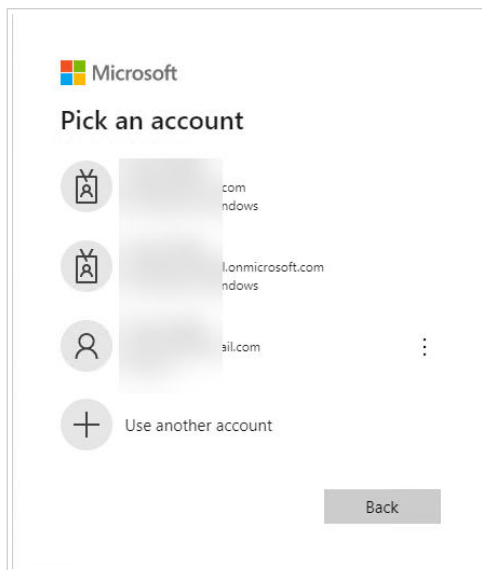 Microsoft
Pick an account
.com
ndows
l.onmicrosoft.com
ndows
ail.com
Use another account
Back